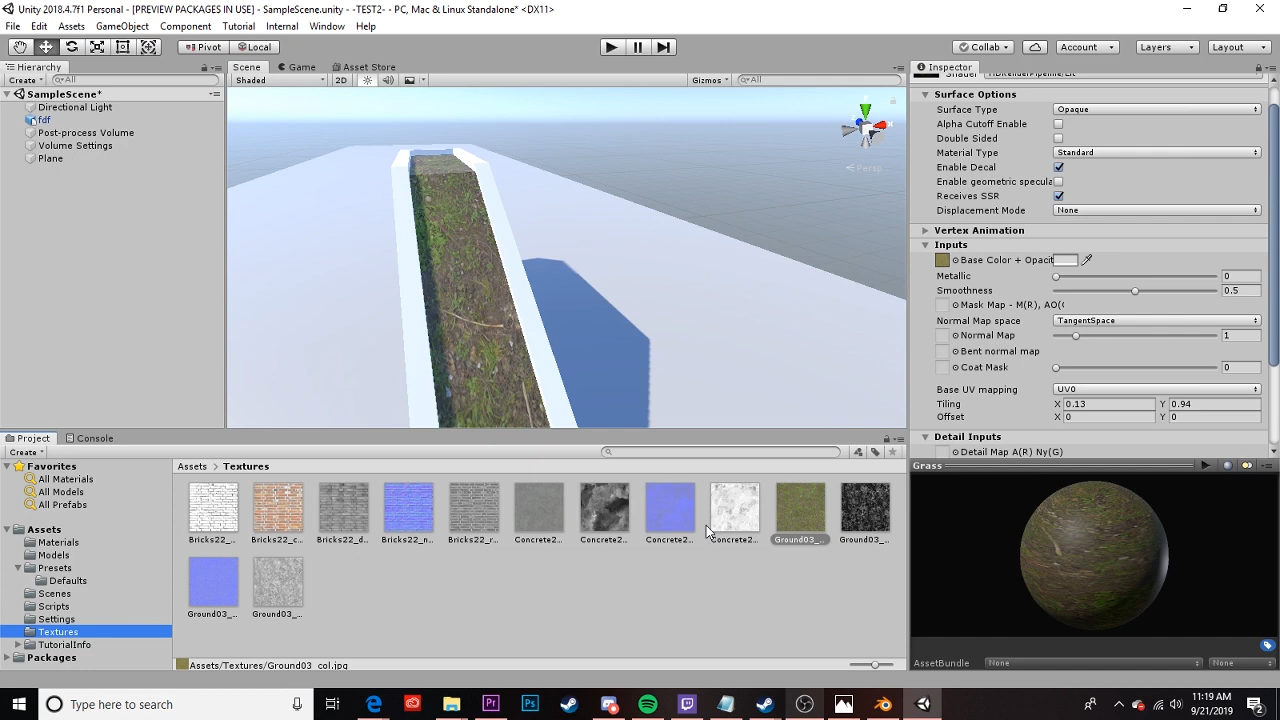 Unity 2018.4.7f1 Personal - [PREVIEW PACKAGES IN USE] - SampleScene.unity - -TEST2- - PC, Mac & Linux Standalone* <DX11>
File Edit Assets GameObject Component Tutorial Internal Window Help
Pivot Local Collab Account Layers Layout
Hierarchy
Create All
SampleScene*
Directional Light
fdf
Post-process Volume
Volume Settings
Plane
Scene Game Asset Store
Shaded 2D Gizmos All
Persp
Inspector
Surface Options
Surface Type Opaque
Alpha Cutoff Enable
Double Sided
Material Type Standard
Enable Decal
Enable geometric specula
Receives SSR
Displacement Mode None
Vertex Animation
Inputs
Base Color + Opacit
Metallic 0
Smoothness 0.5
Mask Map - M(R), AO(
Normal Map space TangentSpace
Normal Map 1
Bent normal map
Coat Mask 0
Base UV mapping UV0
Tiling X 0.13 Y 0.94
Offset X 0 Y 0
Detail Inputs
Detail Map A(R) Ny(G)
Grass
AssetBundle None None
Project Console
Create
Favorites
All Materials
All Models
All Prefabs
Assets
Materials
Models
Presets
Defaults
Scenes
Scripts
Settings
Textures
TutorialInfo
Packages
Assets > Textures
Bricks22_... Bricks22_c... Bricks22_d... Bricks22_n... Bricks22_r... Concrete2... Concrete2... Concrete2... Concrete2... Ground03_... Ground03_...
Ground03_... Ground03_...
Assets/Textures/Ground03_col.jpg
Type here to search
11:19 AM
9/21/2019
2